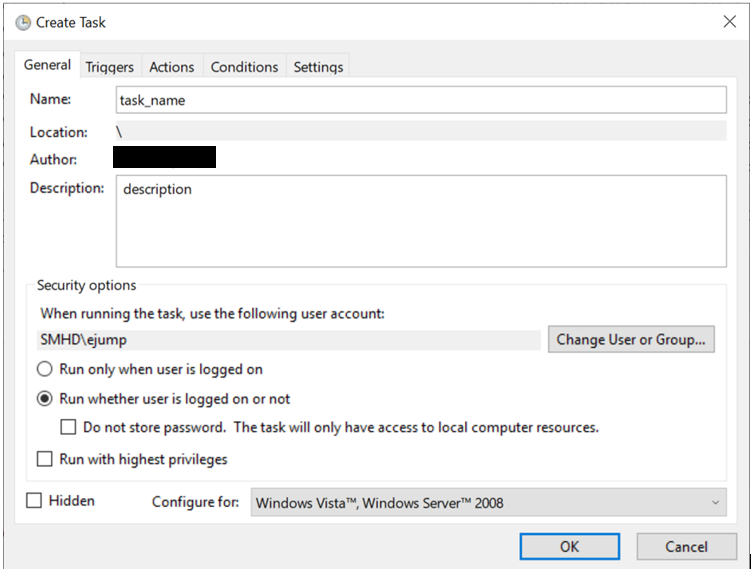 Create Task
General Triggers Actions Conditions Settings
Name: task_name
Location: \
Author:
Description: description
Security options
When running the task, use the following user account:
SMHD\ejump Change User or Group...
Run only when user is logged on
Run whether user is logged on or not
Do not store password. The task will only have access to local computer resources.
Run with highest privileges
Hidden Configure for: Windows Vista™, Windows Server™ 2008
OK Cancel